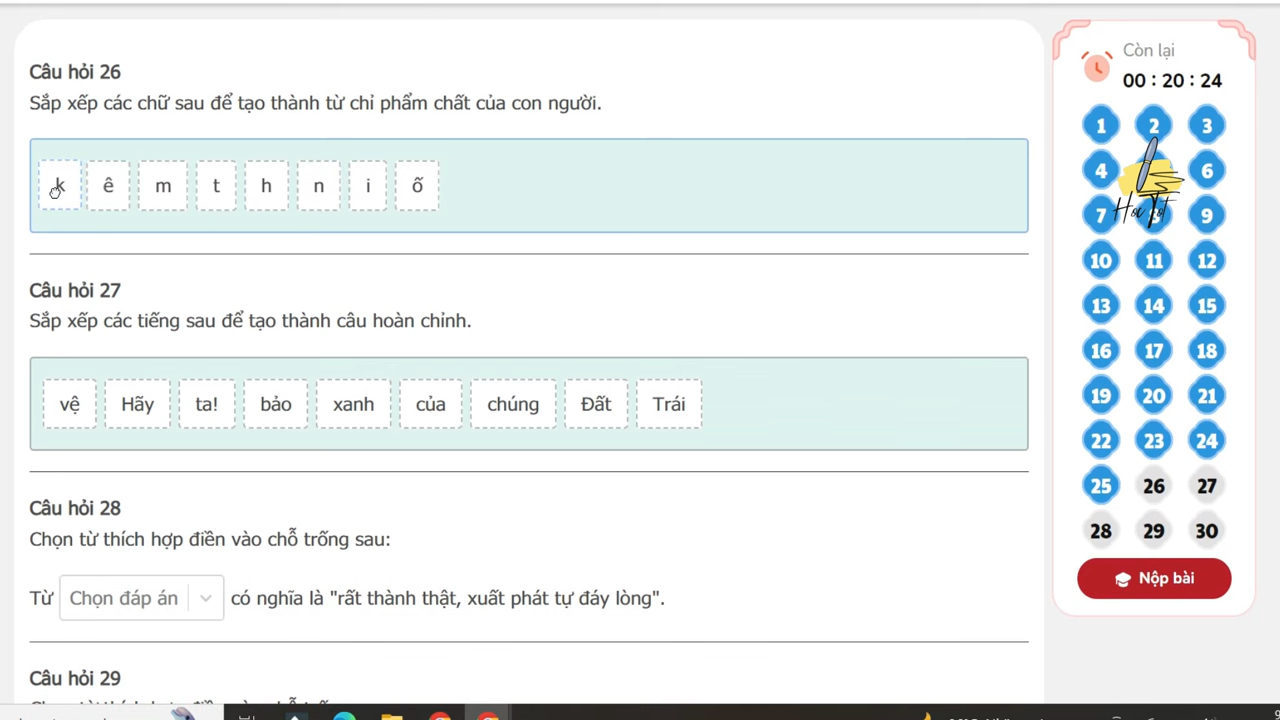 Câu hỏi 26
Sắp xếp các chữ sau để tạo thành từ chỉ phẩm chất của con người.
k ê m t h n i ố
Câu hỏi 27
Sắp xếp các tiếng sau để tạo thành câu hoàn chỉnh.
vệ Hãy ta! bảo xanh của chúng Đất Trái
Câu hỏi 28
Chọn từ thích hợp điền vào chỗ trống sau:
Từ Chọn đáp án có nghĩa là "rất thành thật, xuất phát tự đáy lòng".
Câu hỏi 29
Còn lại
00 : 20 : 24
1 2 3
4 6
7 9
10 11 12
13 14 15
16 17 18
19 20 21
22 23 24
25 26 27
28 29 30
Nộp bài
Học Tốt